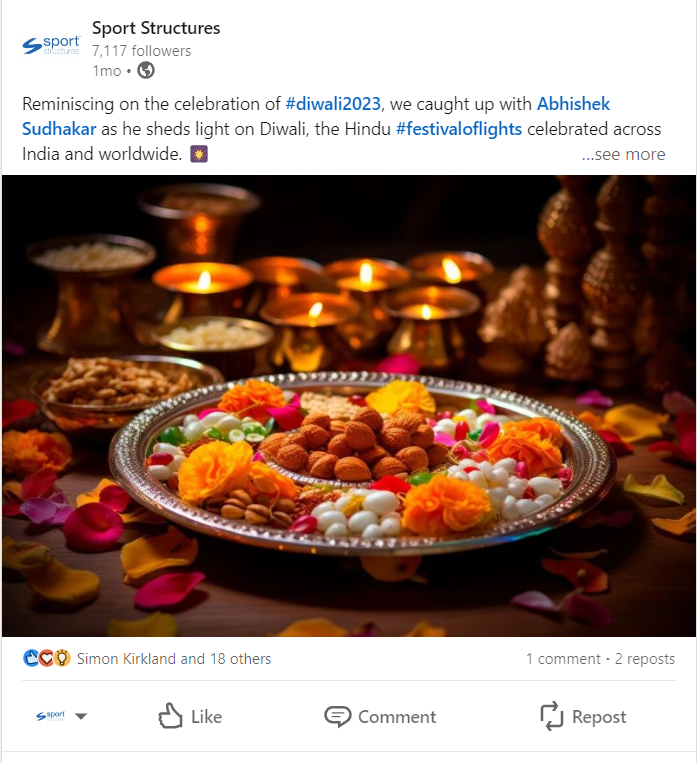 sport
structures
Sport Structures
7,117 followers
1mo •
Reminiscing on the celebration of #diwali2023, we caught up with Abhishek
Sudhakar as he sheds light on Diwali, the Hindu #festivaloflights celebrated across
India and worldwide.
...see more
Simon Kirkland and 18 others
1 comment • 2 reposts
sport
Like
Comment
Repost